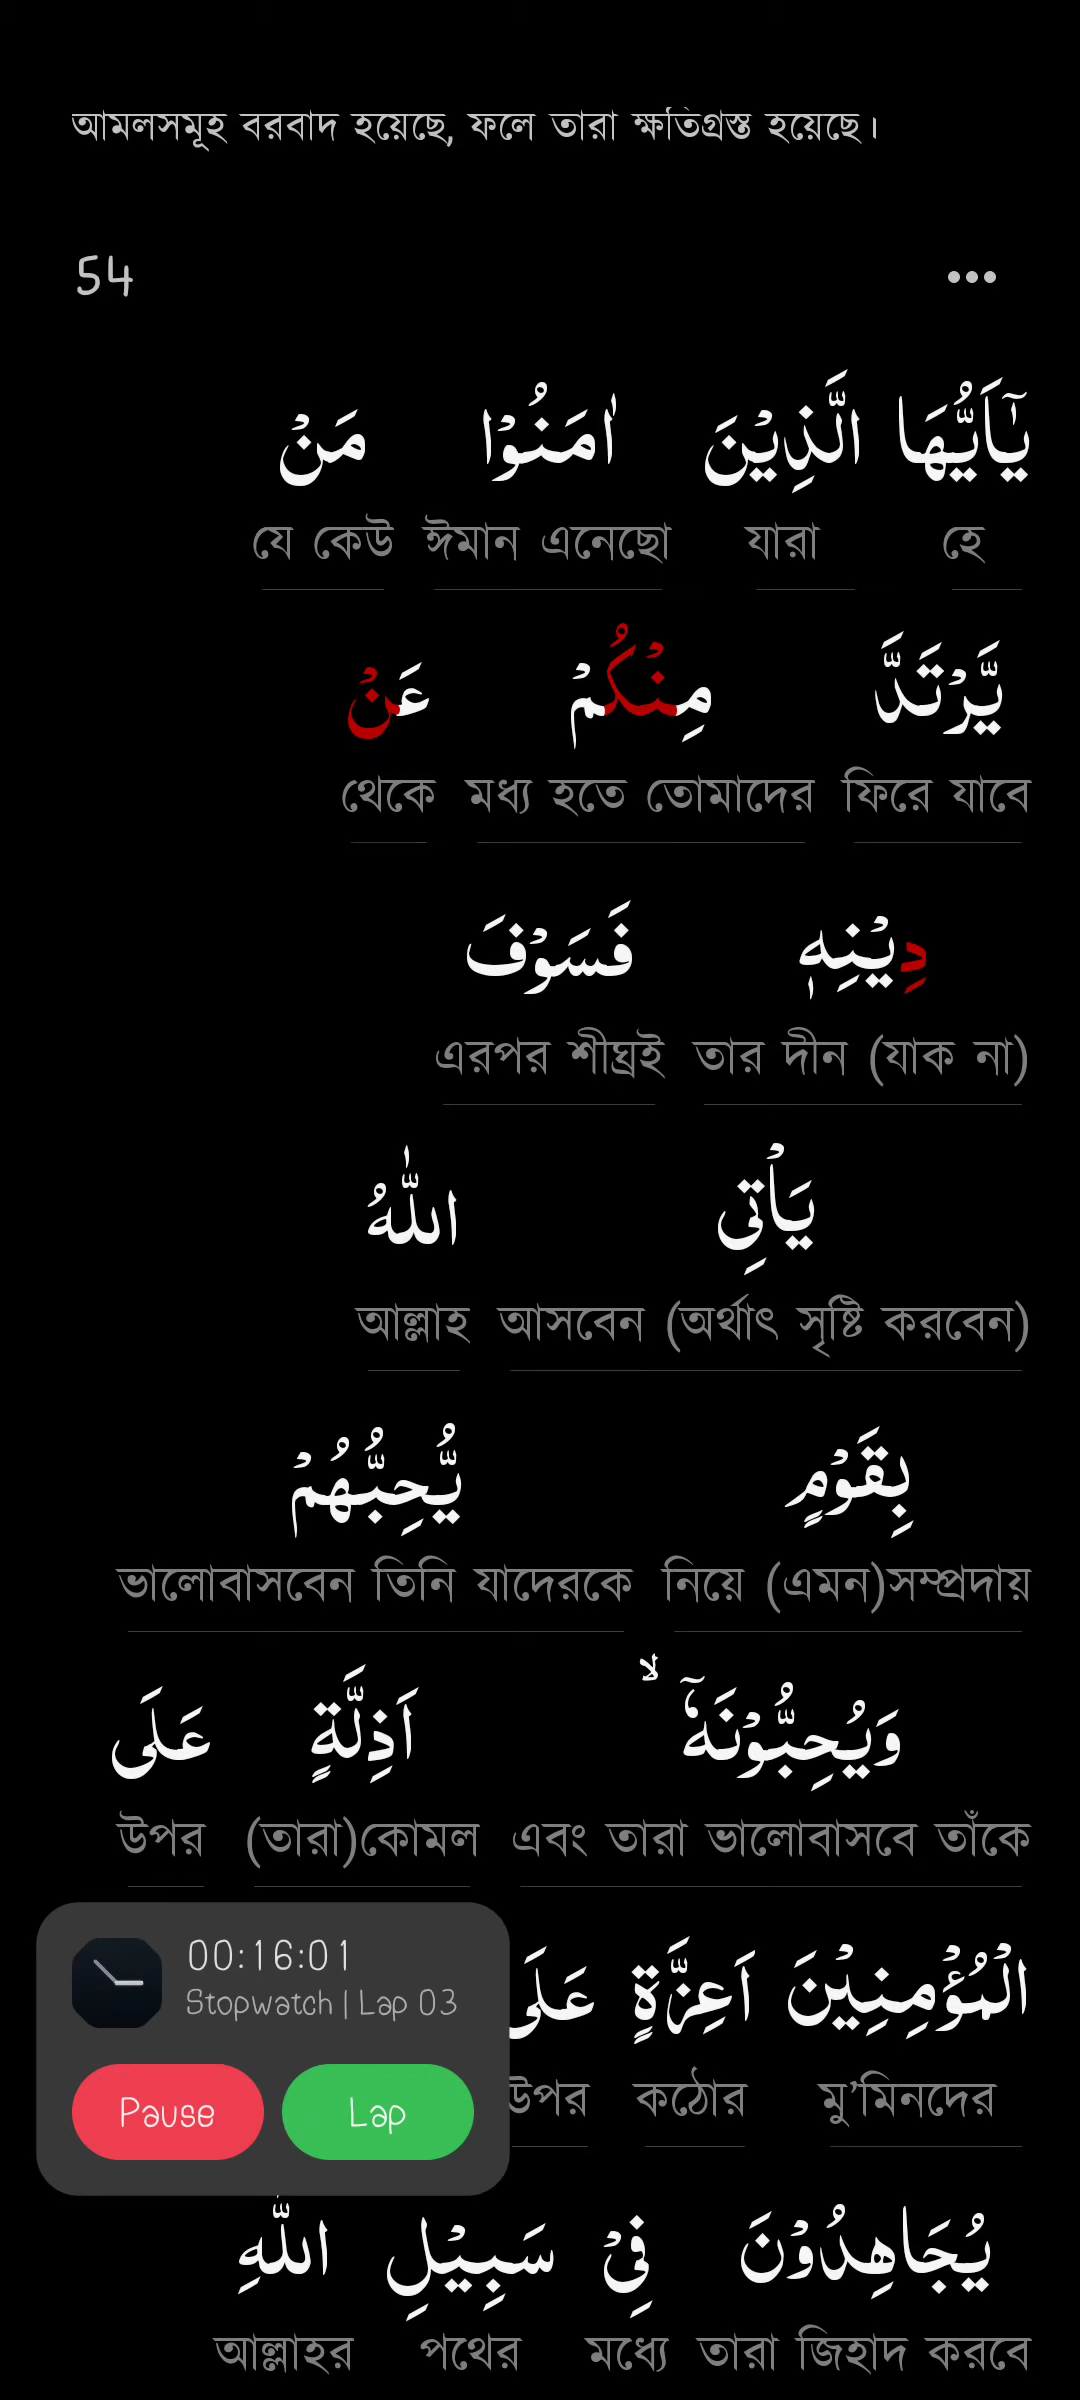 আমলসমূহ বরবাদ হয়েছে, ফলে তারা ক্ষতিগ্রস্ত হয়েছে।
54
يٰۤاَيُّهَا الَّذِيْنَ اٰمَنُوْا مَنْ
হে যারা ঈমান এনেছো যে কেউ
يَّرْتَدَّ مِنْكُمْ عَنْ
ফিরে যাবে মধ্য হতে তোমাদের থেকে
دِيْنِهٖ فَسَوْفَ
তার দীন (যাক না) এরপর শীঘ্রই
يَاْتِى اللّٰهُ
আসবেন (অর্থাৎ সৃষ্টি করবেন) আল্লাহ
بِقَوْمٍ يُّحِبُّهُمْ
নিয়ে (এমন)সম্প্রদায় ভালোবাসবেন তিনি যাদেরকে
وَيُحِبُّوْنَهٗۤ ۙ اَذِلَّةٍ عَلَى
এবং তারা ভালোবাসবে তাঁকে (তারা)কোমল উপর
الْمُؤْمِنِيْنَ اَعِزَّةٍ عَلَى
মু’মিনদের কঠোর উপর
00:16:01
Stopwatch | Lap 03
Pause Lap
يُجَاهِدُوْنَ فِىْ سَبِيْلِ اللّٰهِ
তারা জিহাদ করবে মধ্যে পথের আল্লাহর